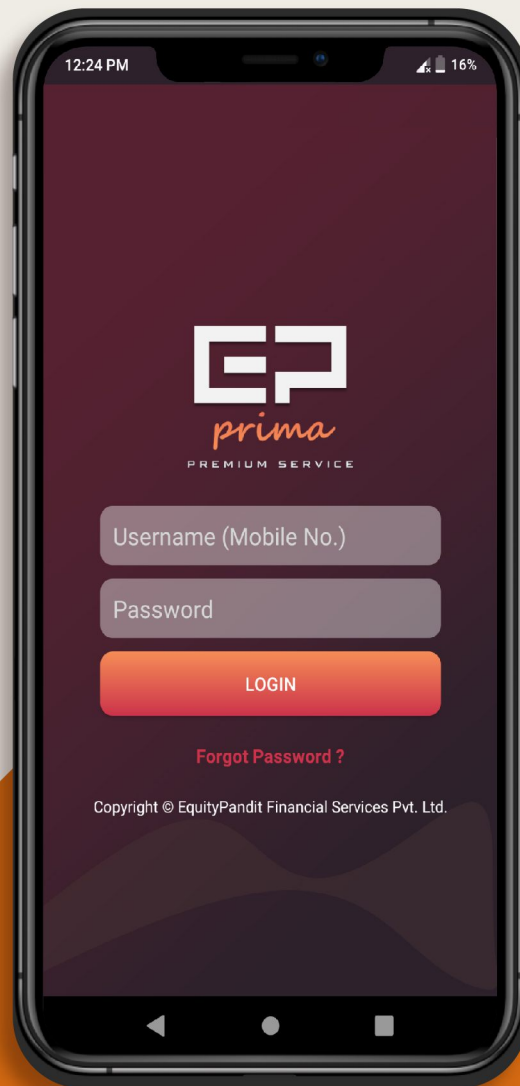 12:24 PM 16%
EP
prima
PREMIUM SERVICE
Username (Mobile No.)
Password
LOGIN
Forgot Password ?
Copyright © EquityPandit Financial Services Pvt. Ltd.